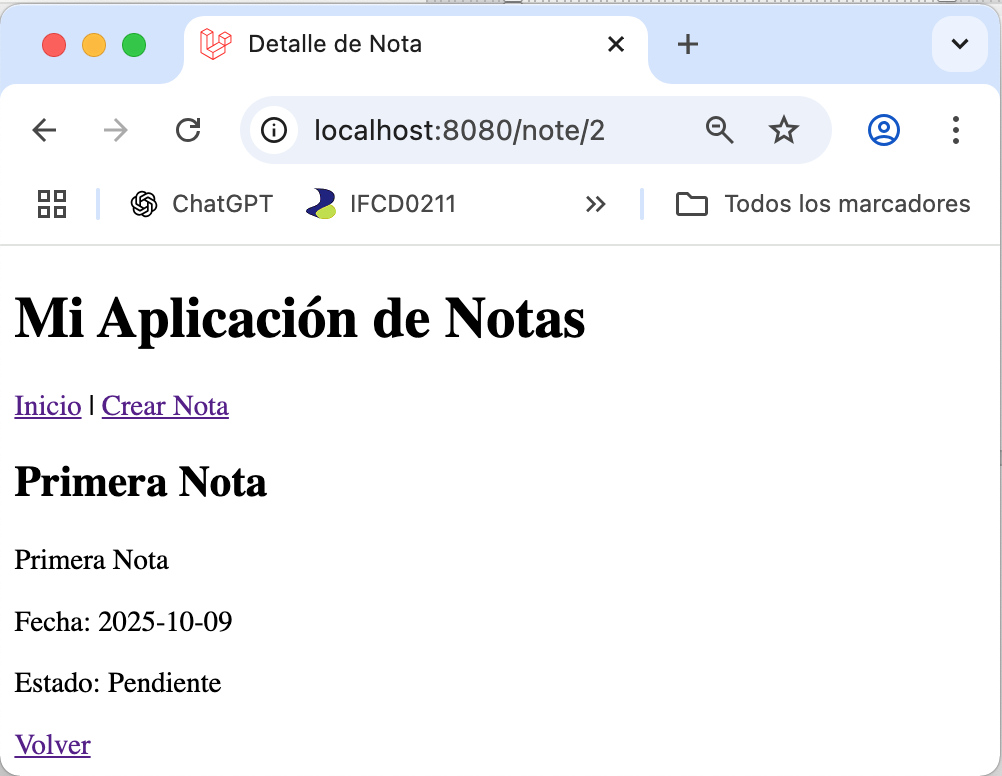 Detalle de Nota
localhost:8080/note/2
ChatGPT IFCD0211 Todos los marcadores
Mi Aplicación de Notas
Inicio | Crear Nota
Primera Nota
Primera Nota
Fecha: 2025-10-09
Estado: Pendiente
Volver